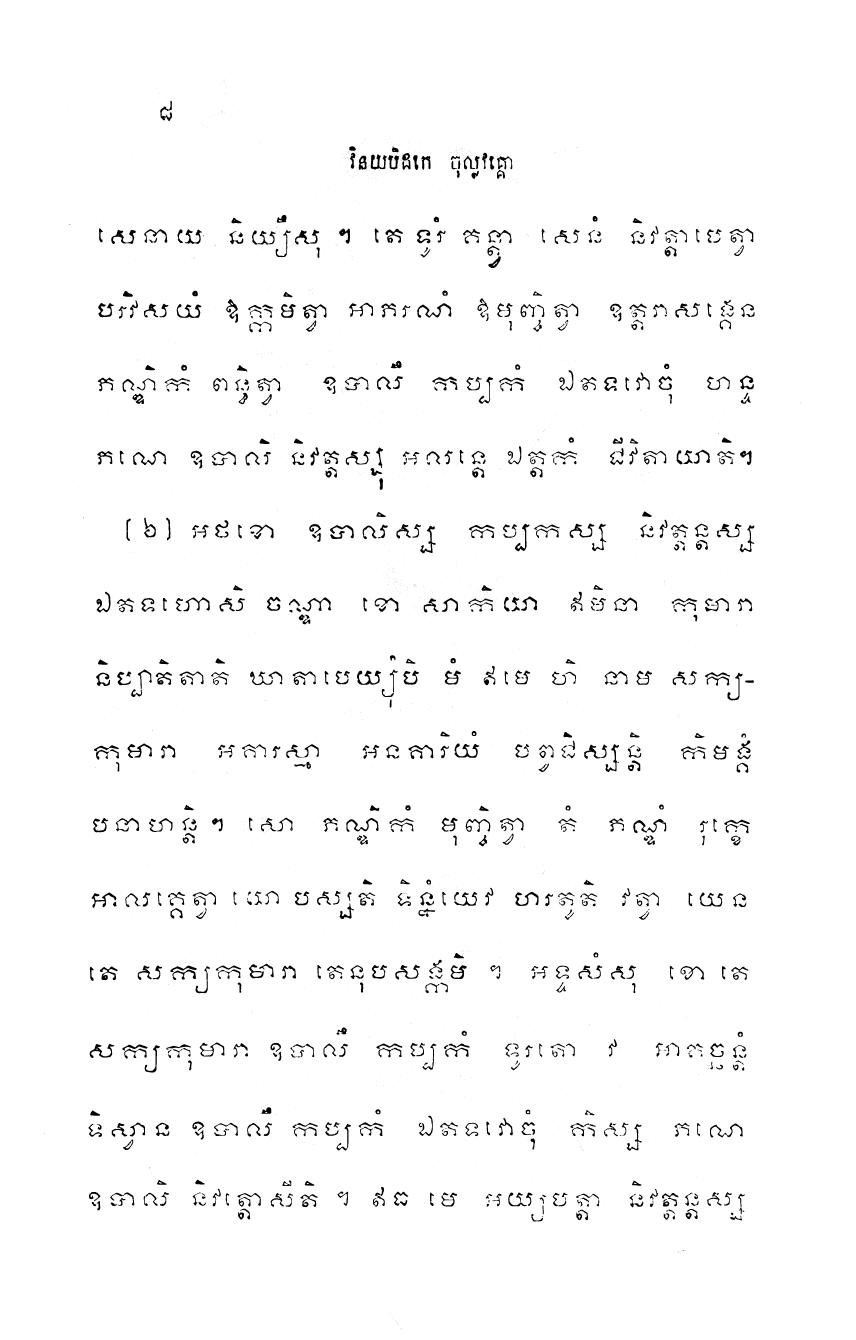 ៨
វិនយបិដកេ ចុល្លវគ្គោ
សេនាយ និយ្យឹសុ ។ តេ ទូរំ គន្ត្វា សេនំ និវត្តាបេត្វា
បរវិសយំ ឱក្កមិត្វា អាភរណំ ឱមុញ្ចិត្វា ឧត្តរាសង្គេន
ភណ្ឌិកំ ពន្ធិត្វា ឧបាលឹ កប្បកំ ឯតទវោចុំ ហន្ទ
ភណេ ឧបាលិ និវត្តស្សុ អលន្តេ ឯត្តកំ ជីវិតាយាតិ។
(២) អថខោ ឧបាលិស្ស កប្បកស្ស និវត្តន្តស្ស
ឯតទហោសិ ចណ្ឌា ខោ សាកិយា ឥមិនា កុមារា
និប្បាតិតាតិ ឃាតាបេយ្យុំបិ មំ ឥមេ ហិ នាម សក្យ-
កុមារា អគារស្មា អនគារិយំ បព្វជិស្សន្តិ កិមង្គំ
បនាហន្តិ។ សោ ភណ្ឌិកំ មុញ្ចិត្វា តំ ភណ្ឌំ រុក្ខេ
អាលគ្គេត្វា យោ បស្សតិ ទិន្នំយេវ ហរតូតិ វត្វា យេន
តេ សក្យកុមារា តេនុបសង្កមិ ។ អទ្ទសំសុ ខោ តេ
សក្យកុមារា ឧបាលឹ កប្បកំ ទូរតោ វ អាគច្ឆន្តំ
ទិស្វាន ឧបាលឹ កប្បកំ ឯតទវោចុំ កិស្ស ភណេ
ឧបាលិ និវត្តោសីតិ ។ ឥធ មេ អយ្យបត្តា និវត្តន្តស្ស